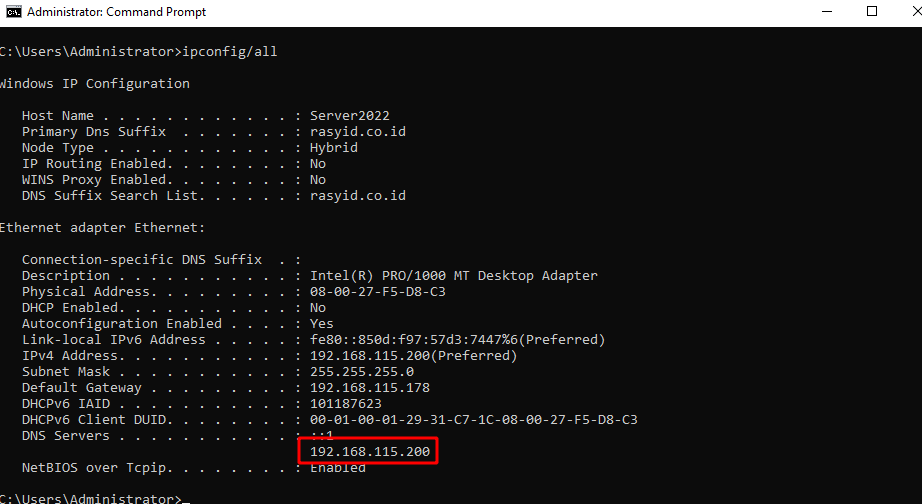 Administrator: Command Prompt
C:\Users\Administrator>ipconfig/all
Windows IP Configuration
Host Name . . . . . . . . . . . . : Server2022
Primary Dns Suffix  . . . . . . . : rasyid.co.id
Node Type . . . . . . . . . . . . : Hybrid
IP Routing Enabled. . . . . . . . : No
WINS Proxy Enabled. . . . . . . . : No
DNS Suffix Search List. . . . . . : rasyid.co.id
Ethernet adapter Ethernet:
Connection-specific DNS Suffix  . :
Description . . . . . . . . . . . : Intel(R) PRO/1000 MT Desktop Adapter
Physical Address. . . . . . . . . : 08-00-27-F5-D8-C3
DHCP Enabled. . . . . . . . . . . : No
Autoconfiguration Enabled . . . . : Yes
Link-local IPv6 Address . . . . . : fe80::850d:f97:57d3:7447%6(Preferred)
IPv4 Address. . . . . . . . . . . : 192.168.115.200(Preferred)
Subnet Mask . . . . . . . . . . . : 255.255.255.0
Default Gateway . . . . . . . . . : 192.168.115.178
DHCPv6 IAID . . . . . . . . . . . : 101187623
DHCPv6 Client DUID. . . . . . . . : 00-01-00-01-29-31-C7-1C-08-00-27-F5-D8-C3
DNS Servers . . . . . . . . . . . : ::1
192.168.115.200
NetBIOS over Tcpip. . . . . . . . : Enabled
C:\Users\Administrator>_